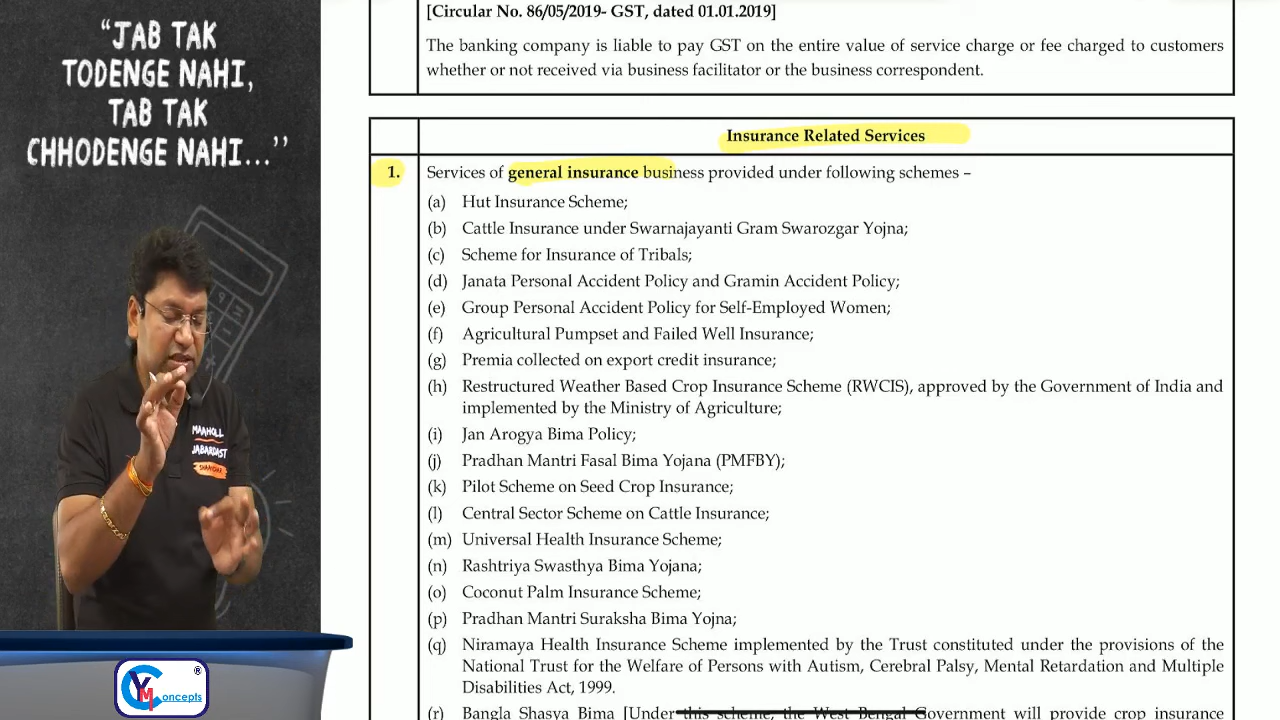 “JAB TAK
TODENGE NAHI,
TAB TAK
CHHODENGE NAHI...’’
MAAHOLL
JABARDAST
SHANDAR
CYM Concepts
®
[Circular No. 86/05/2019- GST, dated 01.01.2019]
The banking company is liable to pay GST on the entire value of service charge or fee charged to customers
whether or not received via business facilitator or the business correspondent.
Insurance Related Services
1. Services of general insurance business provided under following schemes –
(a) Hut Insurance Scheme;
(b) Cattle Insurance under Swarnajayanti Gram Swarozgar Yojna;
(c) Scheme for Insurance of Tribals;
(d) Janata Personal Accident Policy and Gramin Accident Policy;
(e) Group Personal Accident Policy for Self-Employed Women;
(f) Agricultural Pumpset and Failed Well Insurance;
(g) Premia collected on export credit insurance;
(h) Restructured Weather Based Crop Insurance Scheme (RWCIS), approved by the Government of India and
implemented by the Ministry of Agriculture;
(i) Jan Arogya Bima Policy;
(j) Pradhan Mantri Fasal Bima Yojana (PMFBY);
(k) Pilot Scheme on Seed Crop Insurance;
(l) Central Sector Scheme on Cattle Insurance;
(m) Universal Health Insurance Scheme;
(n) Rashtriya Swasthya Bima Yojana;
(o) Coconut Palm Insurance Scheme;
(p) Pradhan Mantri Suraksha Bima Yojna;
(q) Niramaya Health Insurance Scheme implemented by the Trust constituted under the provisions of the
National Trust for the Welfare of Persons with Autism, Cerebral Palsy, Mental Retardation and Multiple
Disabilities Act, 1999.
(r) Bangla Shasya Bima [Under this scheme, the West Bengal Government will provide crop insurance